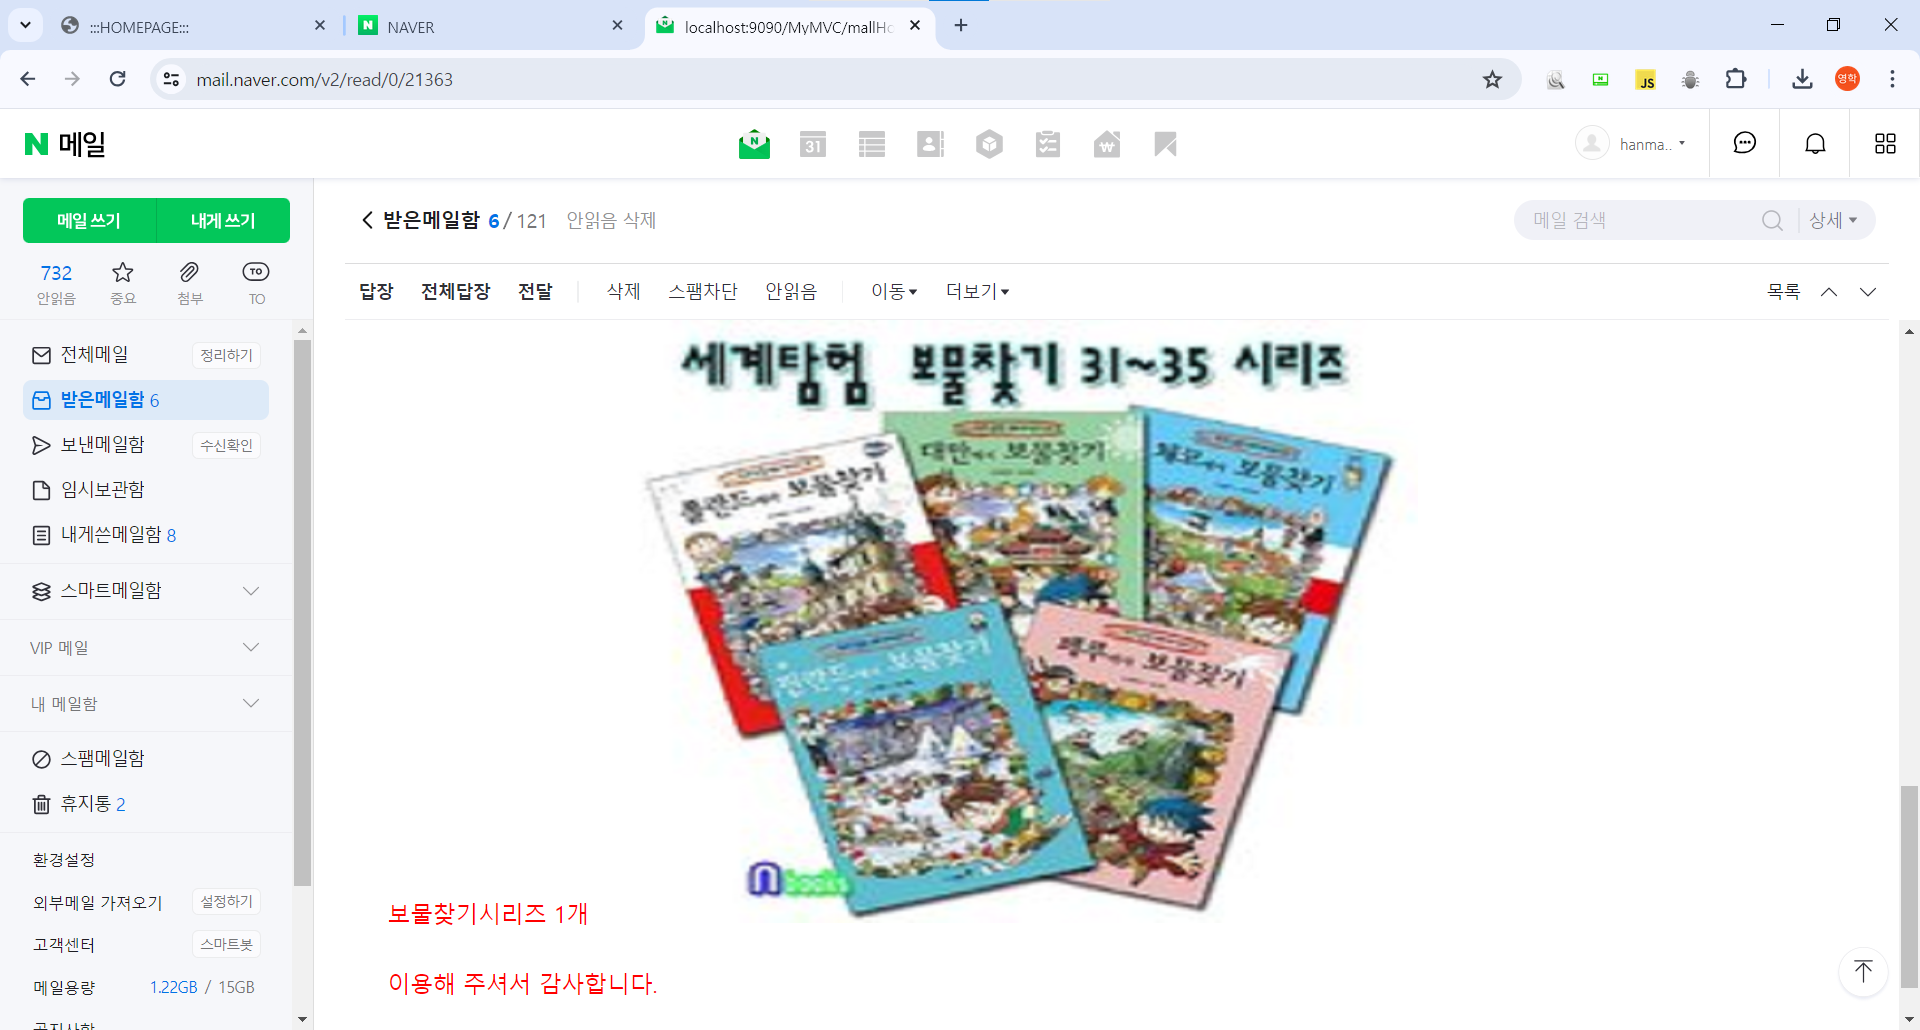 :::HOMEPAGE:::
NAVER
localhost:9090/MyMVC/mallHo
mail.naver.com/v2/read/0/21363
JS
영학
N 메일
N
31
hanma..
메일 쓰기
내게 쓰기
받은메일함 6 / 121 안읽음 삭제
메일 검색
상세
732
안읽음
중요
첨부
TO
TO
답장 전체답장 전달 삭제 스팸차단 안읽음 이동 더보기
목록
전체메일
정리하기
받은메일함 6
보낸메일함
수신확인
임시보관함
내게쓴메일함 8
스마트메일함
VIP 메일
내 메일함
스팸메일함
휴지통 2
환경설정
외부메일 가져오기
설정하기
고객센터
스마트봇
메일용량
1.22GB / 15GB
공지사항
세계탐험 보물찾기 31~35 시리즈
폴란드에서 보물찾기
대만에서 보물찾기
체코에서 보물찾기
핀란드에서 보물찾기
페루에서 보물찾기
n books
보물찾기시리즈 1개
이용해 주셔서 감사합니다.